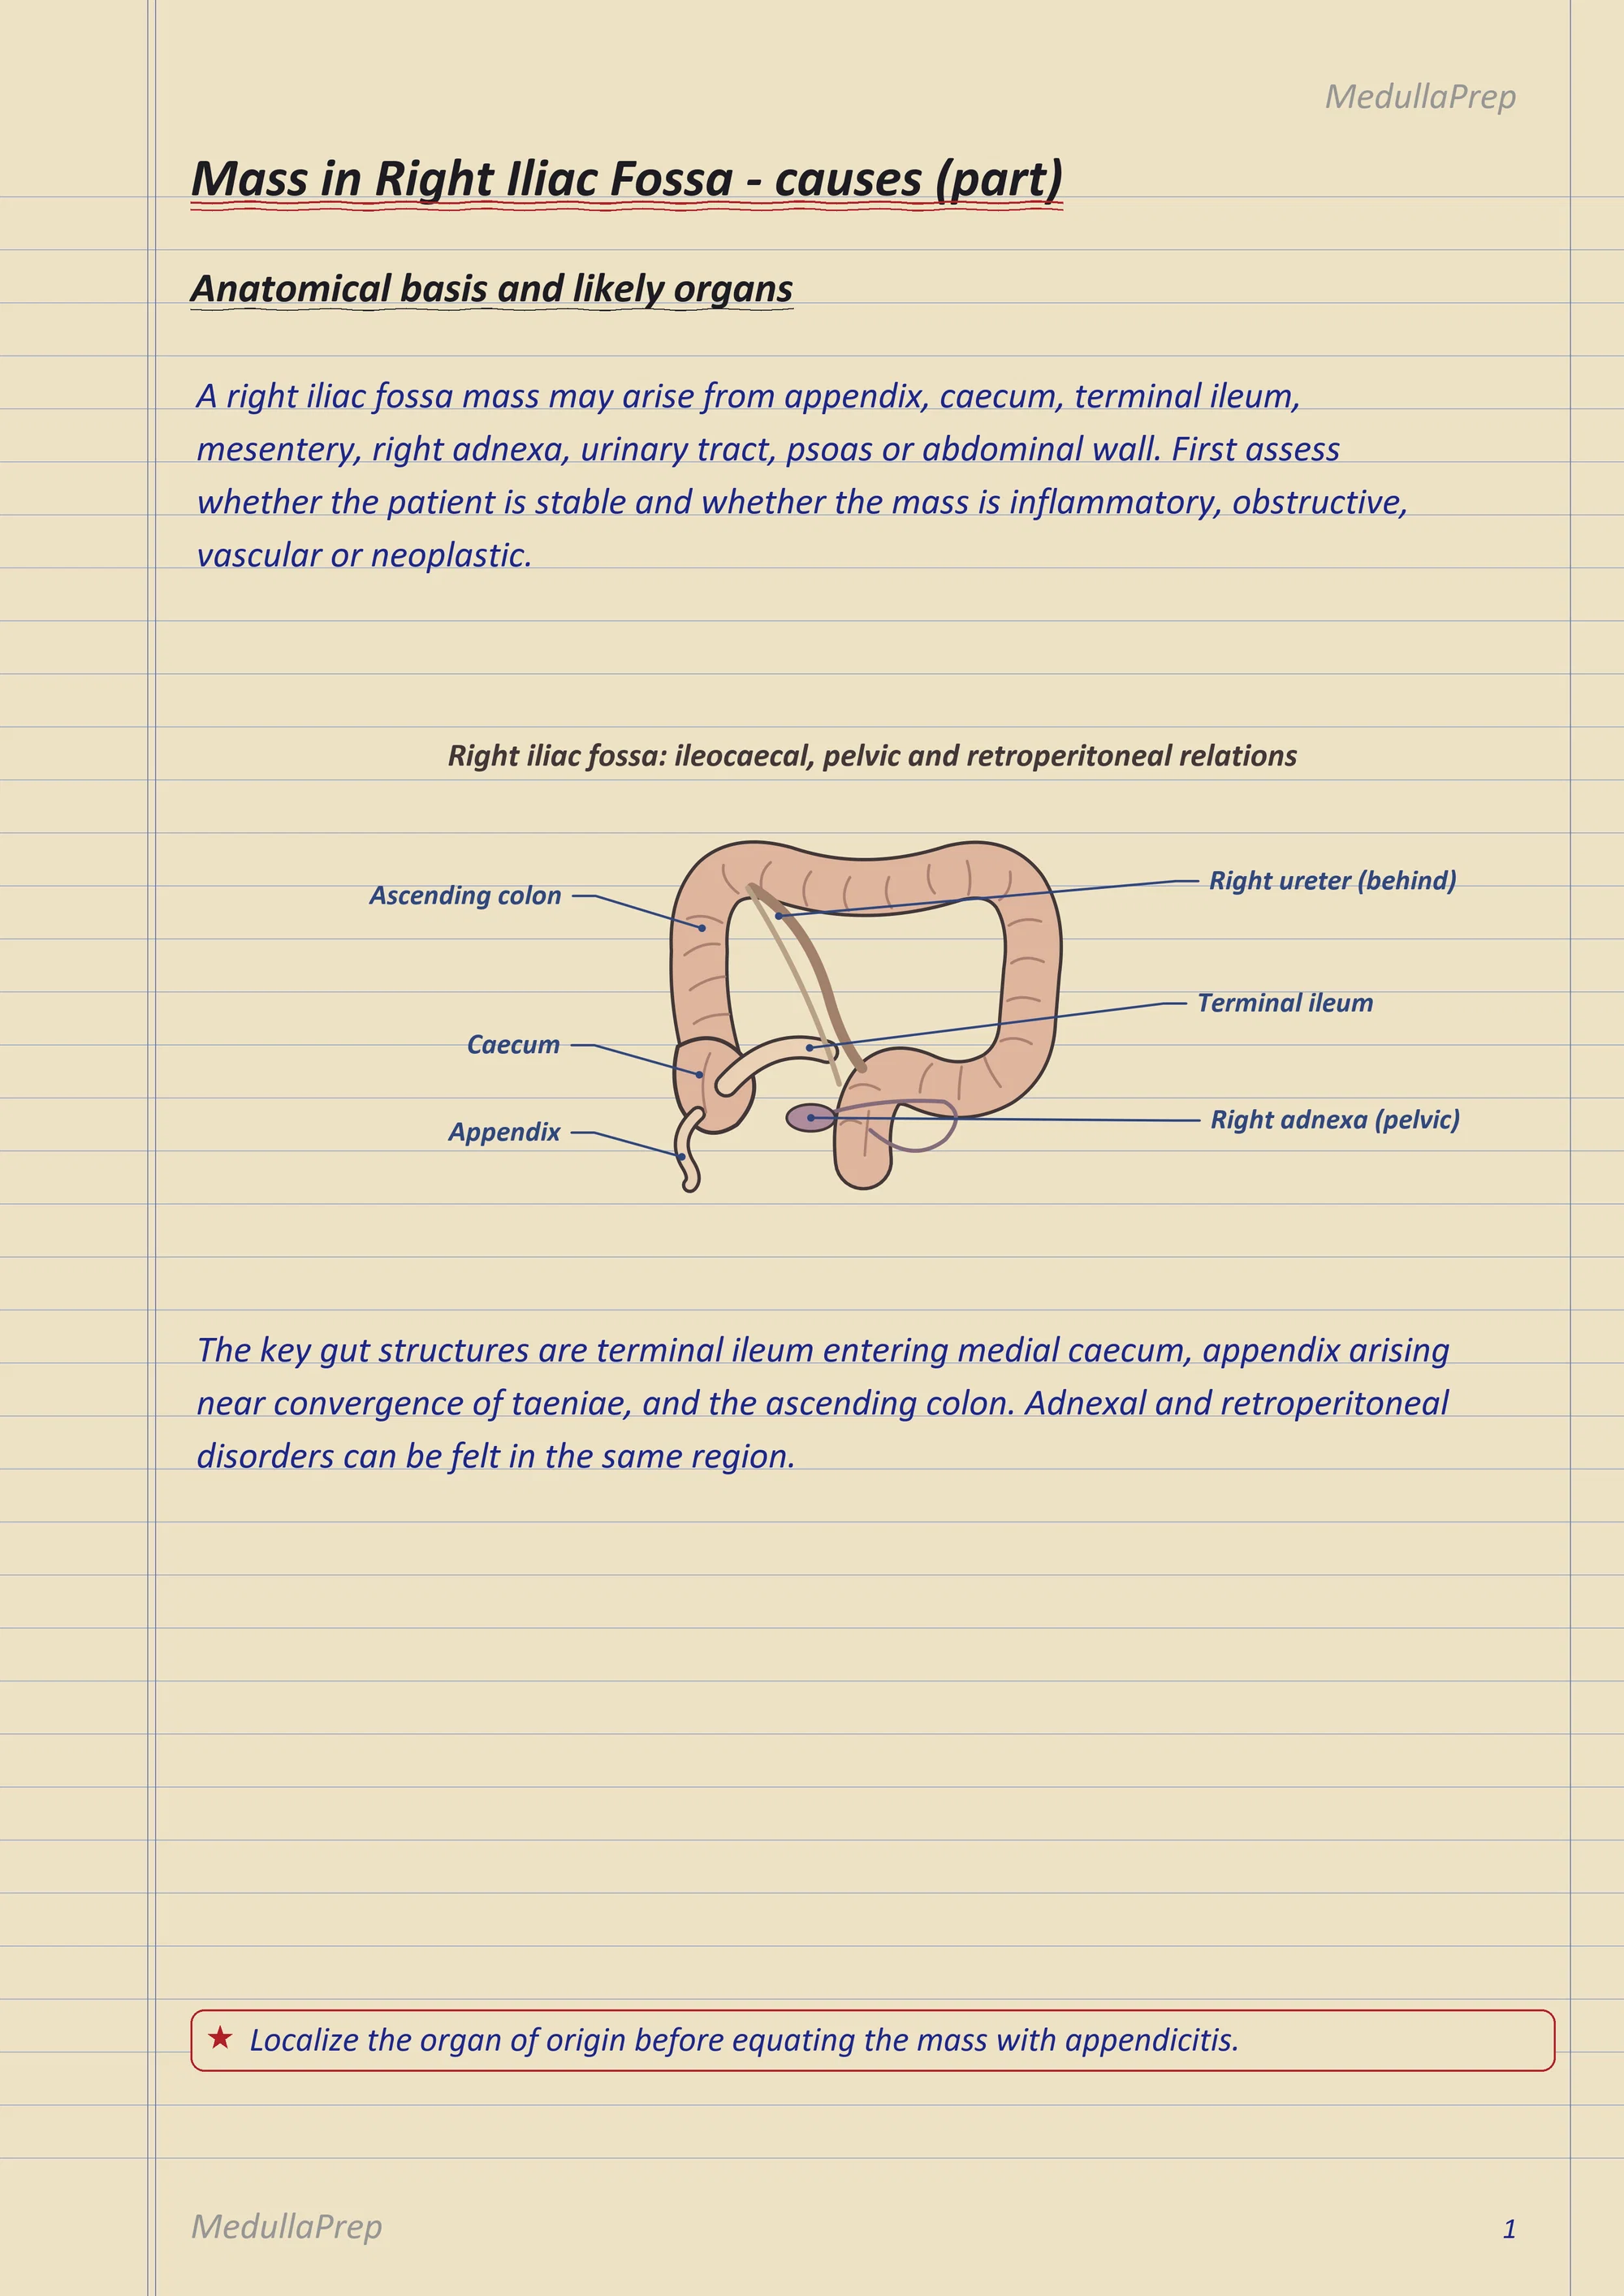 MedullaPrep
Mass in Right Iliac Fossa - causes (part)
Anatomical basis and likely organs
A right iliac fossa mass may arise from appendix, caecum, terminal ileum,
mesentery, right adnexa, urinary tract, psoas or abdominal wall. First assess
whether the patient is stable and whether the mass is inflammatory, obstructive,
vascular or neoplastic.
Right iliac fossa: ileocaecal, pelvic and retroperitoneal relations
Ascending colon
Right ureter (behind)
Terminal ileum
Caecum
Appendix
Right adnexa (pelvic)
The key gut structures are terminal ileum entering medial caecum, appendix arising
near convergence of taeniae, and the ascending colon. Adnexal and retroperitoneal
disorders can be felt in the same region.
★ Localize the organ of origin before equating the mass with appendicitis.
MedullaPrep
1